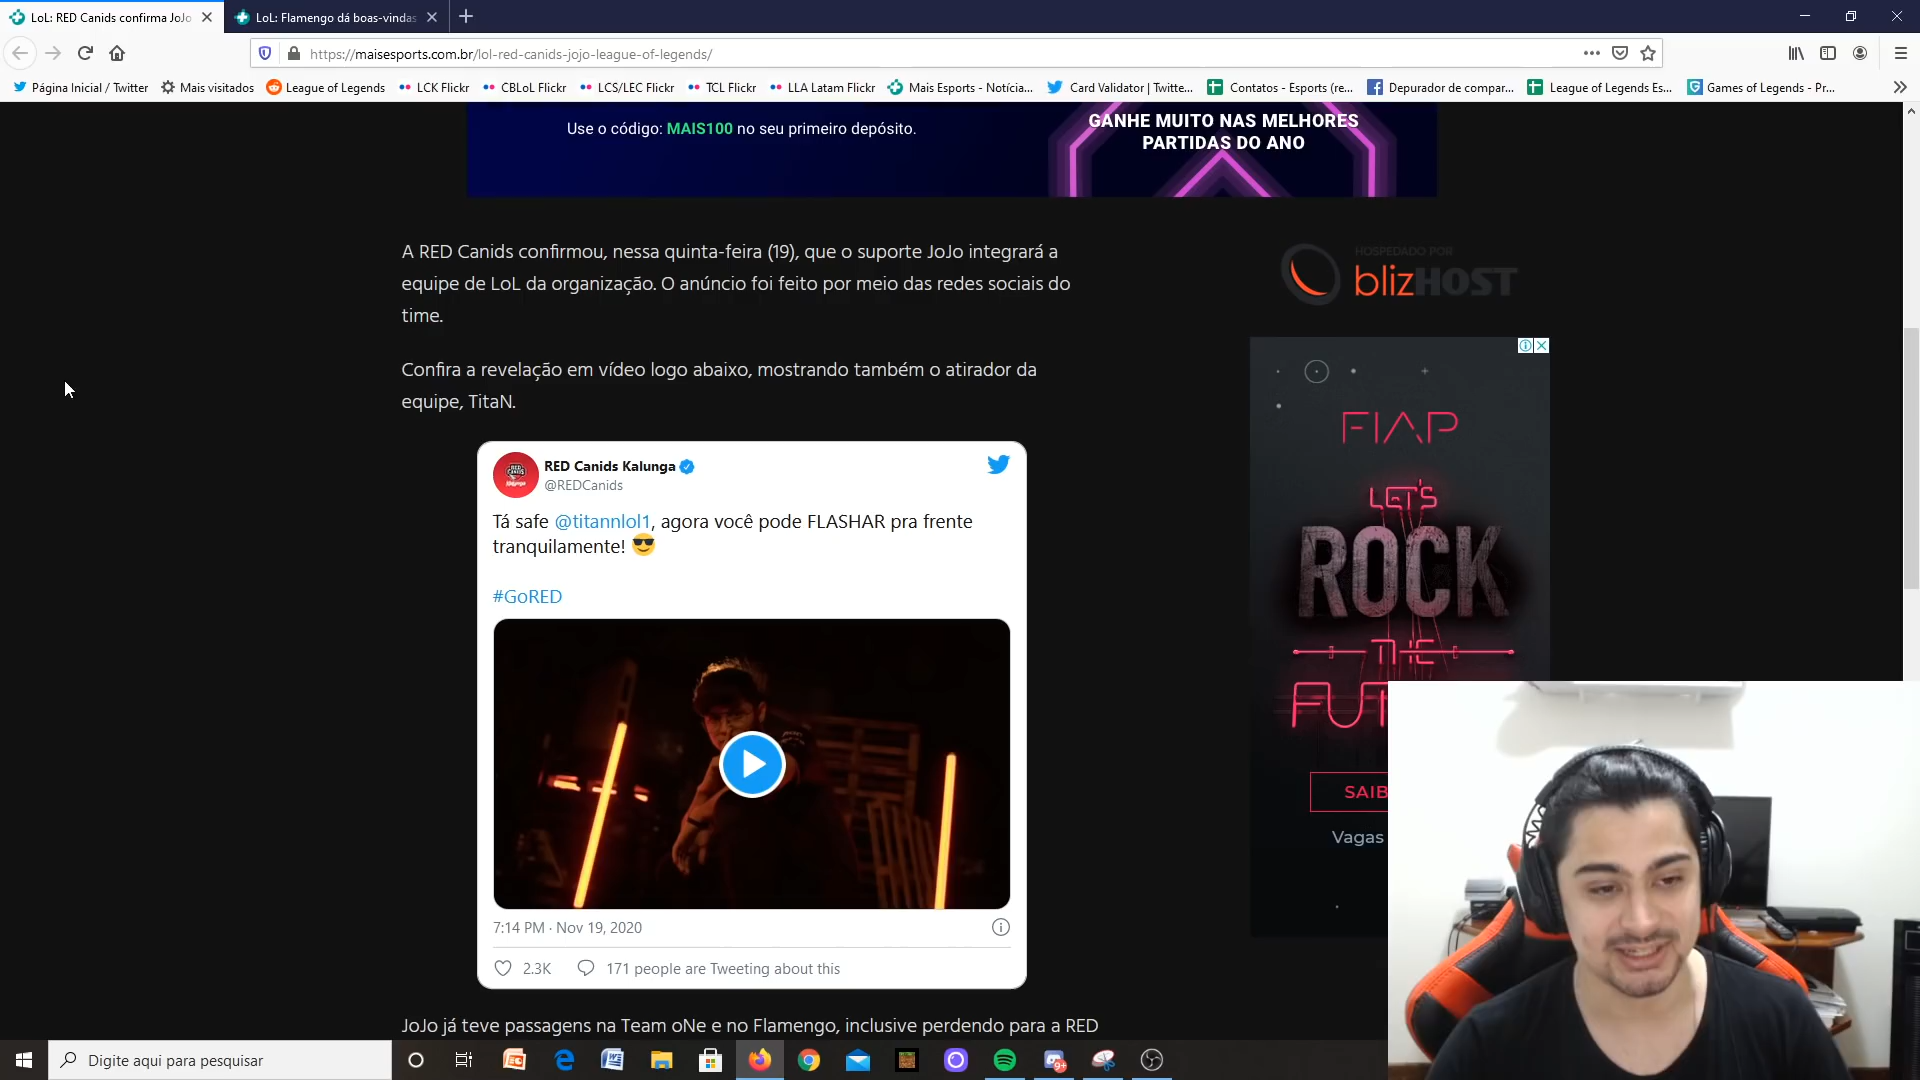 LoL: RED Canids confirma JoJo
LoL: Flamengo dá boas-vindas
https://maisesports.com.br/lol-red-canids-jojo-league-of-legends/
Página Inicial / Twitter
Mais visitados
League of Legends
LCK Flickr
CBLoL Flickr
LCS/LEC Flickr
TCL Flickr
LLA Latam Flickr
Mais Esports - Notícia...
Card Validator | Twitte...
Contatos - Esports (re...
Depurador de compar...
League of Legends Es...
Games of Legends - Pr...
Use o código: MAIS100 no seu primeiro depósito.
GANHE MUITO NAS MELHORES
PARTIDAS DO ANO
A RED Canids confirmou, nessa quinta-feira (19), que o suporte JoJo integrará a
equipe de LoL da organização. O anúncio foi feito por meio das redes sociais do
time.
Confira a revelação em vídeo logo abaixo, mostrando também o atirador da
equipe, TitaN.
RED Canids Kalunga
@REDCanids
Tá safe @titannlol1, agora você pode FLASHAR pra frente
tranquilamente! 😎
#GoRED
7:14 PM · Nov 19, 2020
2.3K
171 people are Tweeting about this
JoJo já teve passagens na Team oNe e no Flamengo, inclusive perdendo para a RED
HOSPEDADO POR
blizHOST
FIAP
LET'S
ROCK
THE
FUT
SAIB
Vagas
Digite aqui para pesquisar
9+